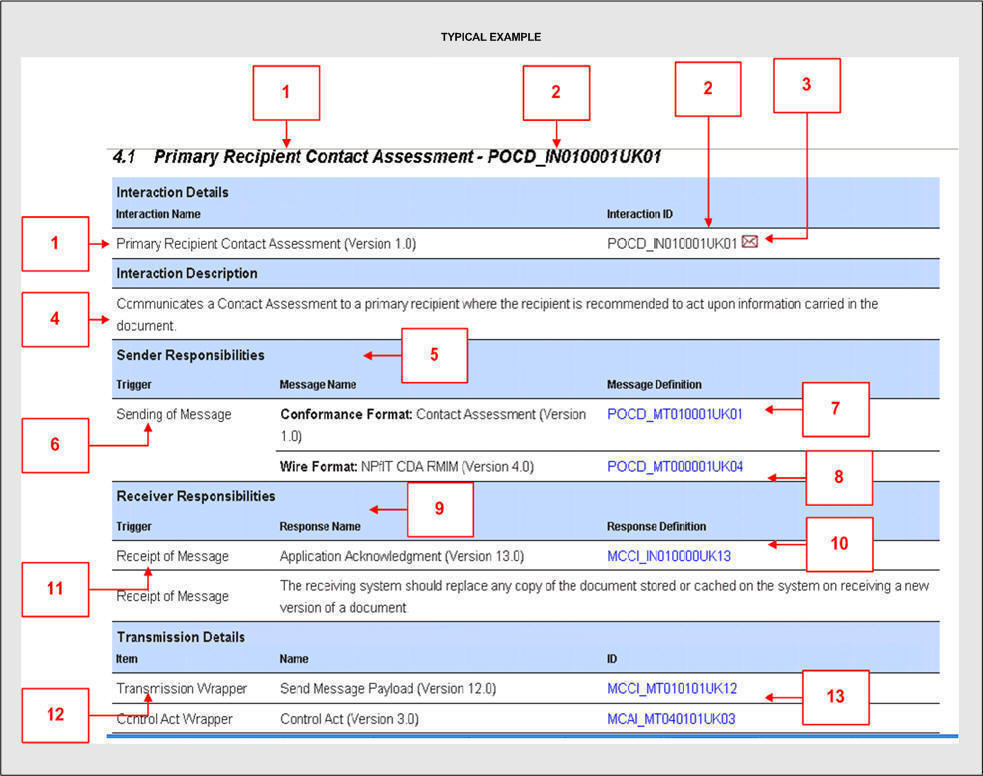 TYPICAL EXAMPLE
1
2
2
3
4.1 Primary Recipient Contact Assessment - POCD_IN010001UK01
Interaction Details
Interaction Name Interaction ID
1
Primary Recipient Contact Assessment (Version 1.0) POCD_IN010001UK01
Interaction Description
4
Communicates a Contact Assessment to a primary recipient where the recipient is recommended to act upon information carried in the
document.
Sender Responsibilities
5
Trigger Message Name Message Definition
Sending of Message Conformance Format: Contact Assessment (Version POCD_MT010001UK01
7
1.0)
6
Wire Format: NPfIT CDA RMIM (Version 4.0) POCD_MT000001UK04
8
Receiver Responsibilities
9
Trigger Response Name Response Definition
10
Receipt of Message Application Acknowledgment (Version 13.0) MCCI_IN010000UK13
11
Receipt of Message The receiving system should replace any copy of the document stored or cached on the system on receiving a new
version of a document
Transmission Details
Item Name ID
Transmission Wrapper Send Message Payload (Version 12.0) MCCI_MT010101UK12
13
12
Control Act Wrapper Control Act (Version 3.0) MCAI_MT040101UK03